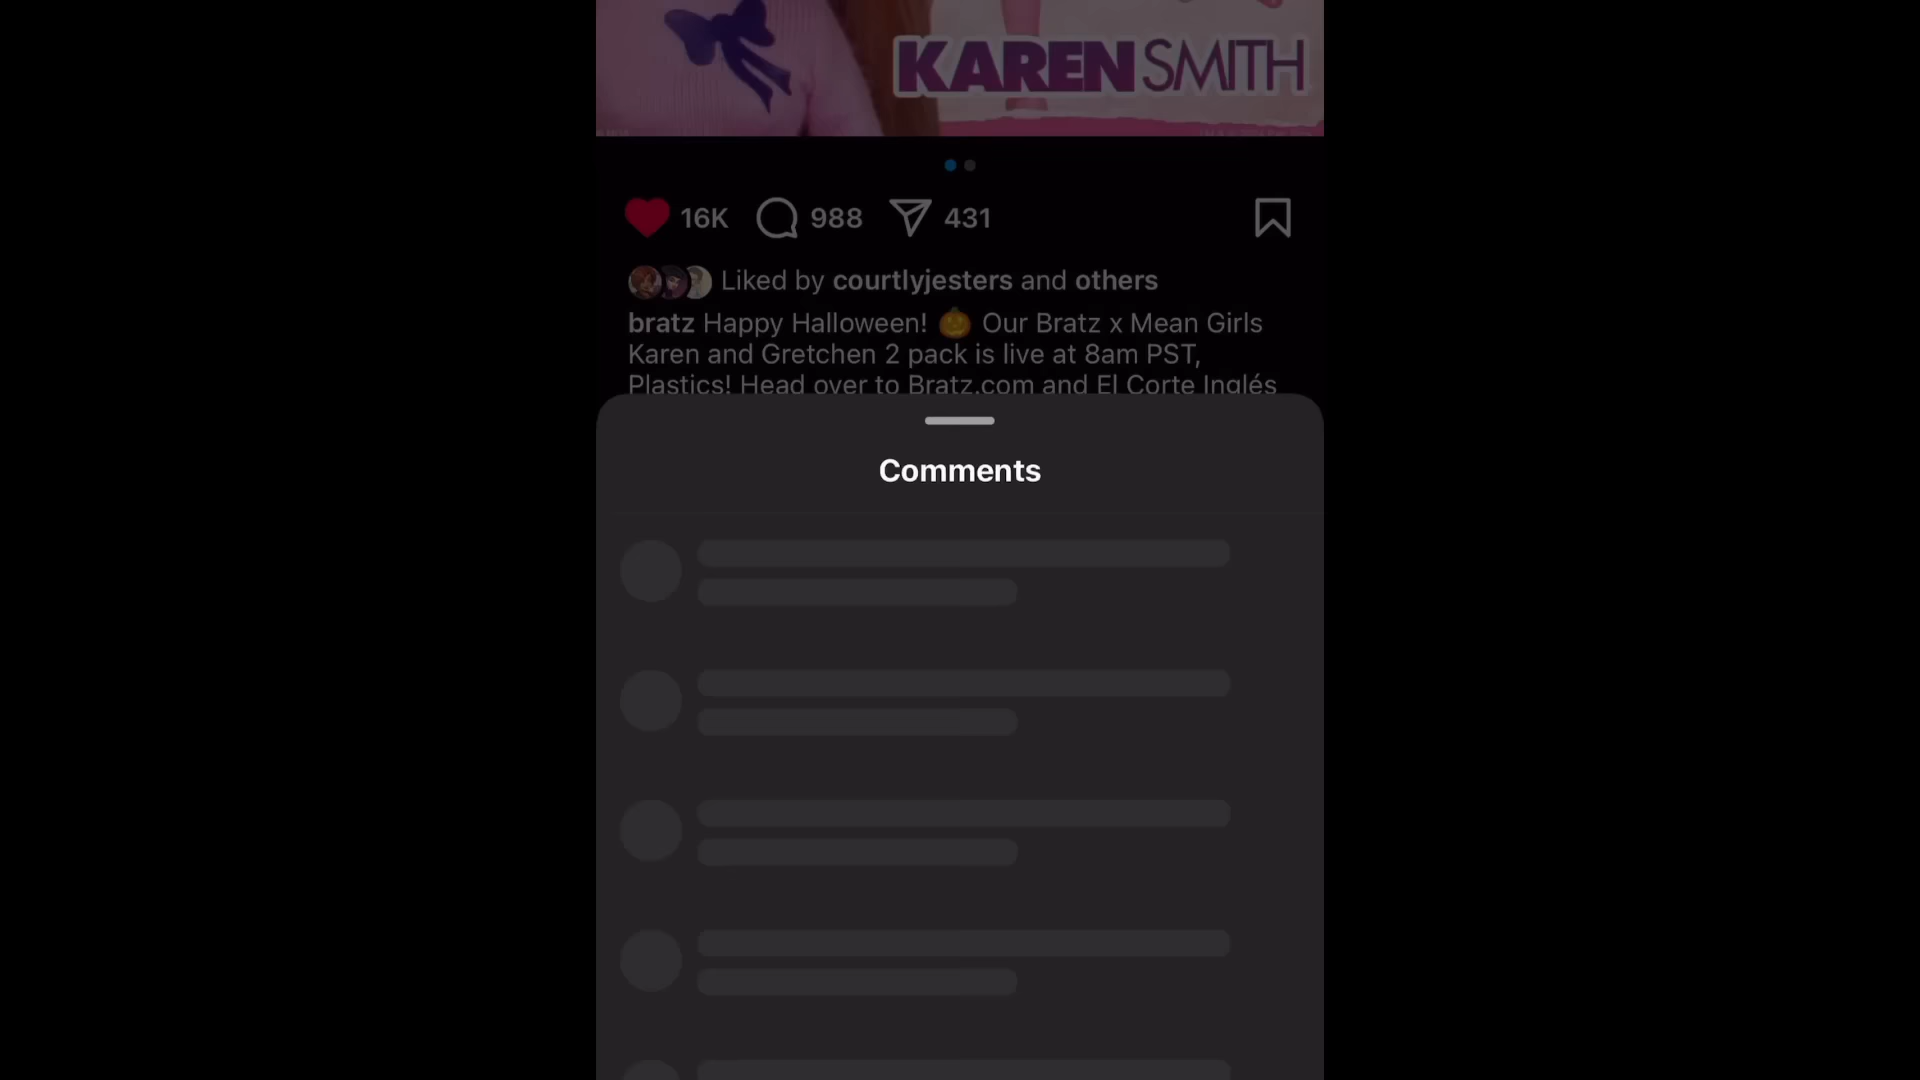 KAREN SMITH
16K 988 431
Liked by courtlyjesters and others
bratz Happy Halloween! 🎃 Our Bratz x Mean Girls
Karen and Gretchen 2 pack is live at 8am PST,
Plastics! Head over to Bratz.com and El Corte Inglés
Comments